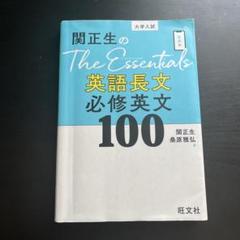 大学入試
関正生の
The Essentials
英語長文
必修英文
100
関正生
桑原雅弘
旺文社